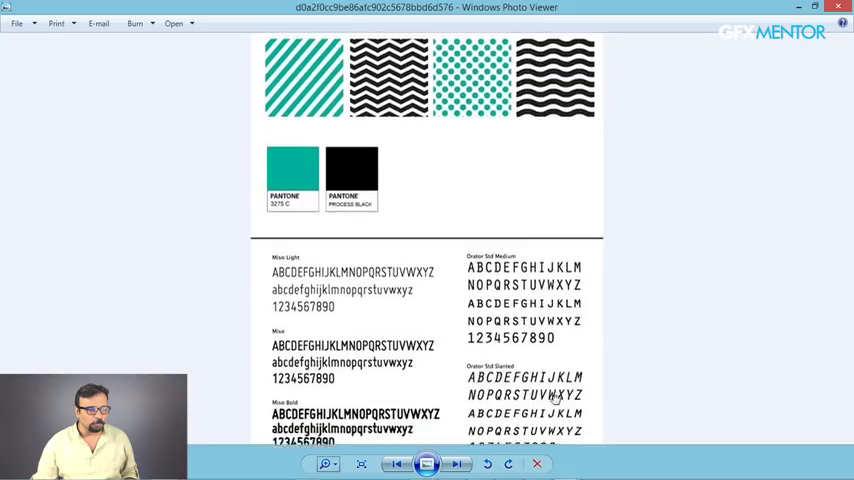 d0a2f0cc9be86afc902c5678bbd6d576 - Windows Photo Viewer
File Print E-mail Burn Open
GFXMENTOR
PANTONE
3275 C
PANTONE
PROCESS BLACK
Miso Light
ABCDEFGHIJKLMNOPQRSTUVWXYZ
abcdefghijklmnopqrstuvwxyz
1234567890
Miso
ABCDEFGHIJKLMNOPQRSTUVWXYZ
abcdefghijklmnopqrstuvwxyz
1234567890
Miso Bold
ABCDEFGHIJKLMNOPQRSTUVWXYZ
abcdefghijklmnopqrstuvwxyz
1234567890
Orator Std Medium
ABCDEFGHIJKLM
NOPQRSTUVWXYZ
ABCDEFGHIJKLM
NOPQRSTUVWXYZ
1234567890
Orator Std Slanted
ABCDEFGHIJKLM
NOPQRSTUVWXYZ
ABCDEFGHIJKLM
NOPQRSTUVWXYZ